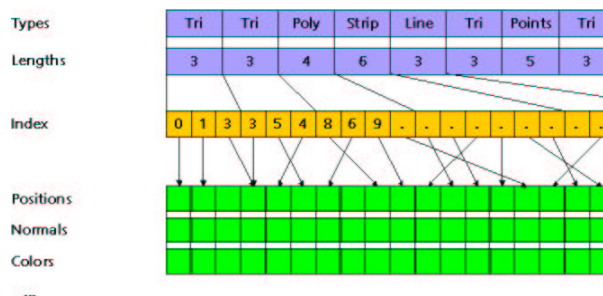 Types Tri Tri Poly Strip Line Tri Points Tri
Lengths 3 3 4 6 3 3 5 3
Index 0 1 3 3 5 4 8 6 9 . . . . . . . .
Positions
Normals
Colors